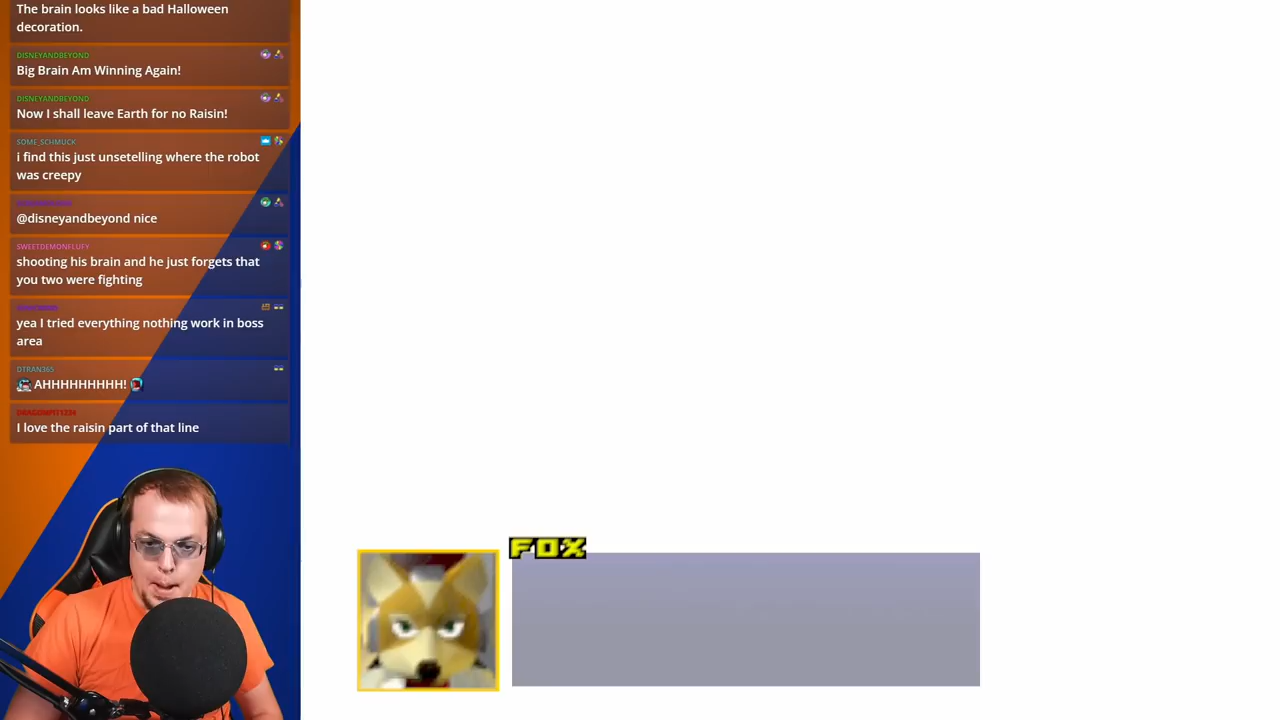 The brain looks like a bad Halloween
decoration.
DISNEYANDBEYOND
Big Brain Am Winning Again!
DISNEYANDBEYOND
Now I shall leave Earth for no Raisin!
SOME_SCHMUCK
i find this just unsetelling where the robot
was creepy
@disneyandbeyond nice
SWEETDEMONFLUFY
shooting his brain and he just forgets that
you two were fighting
yea I tried everything nothing work in boss
area
DTRAN365
AHHHHHHHHH!
I love the raisin part of that line
FOX